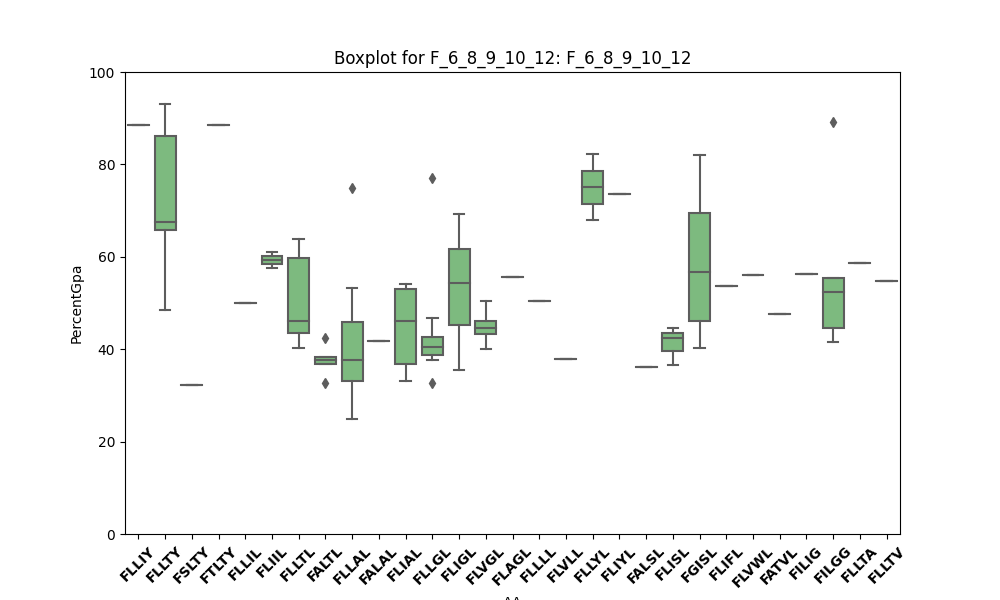 Boxplot for F_6_8_9_10_12: F_6_8_9_10_12
PercentGpa
100
80
60
40
20
0
FLLIY
FLLTY
FSLTY
FTLTY
FLLIL
FLIIL
FLLTL
FALTL
FLLAL
FALAL
FLIAL
FLLGL
FLIGL
FLVGL
FLAGL
FLLLL
FLVLL
FLLYL
FLIYL
FALSL
FLISL
FGISL
FLIFL
FLVWL
FATVL
FILIG
FILGG
FLLTA
FLLTV